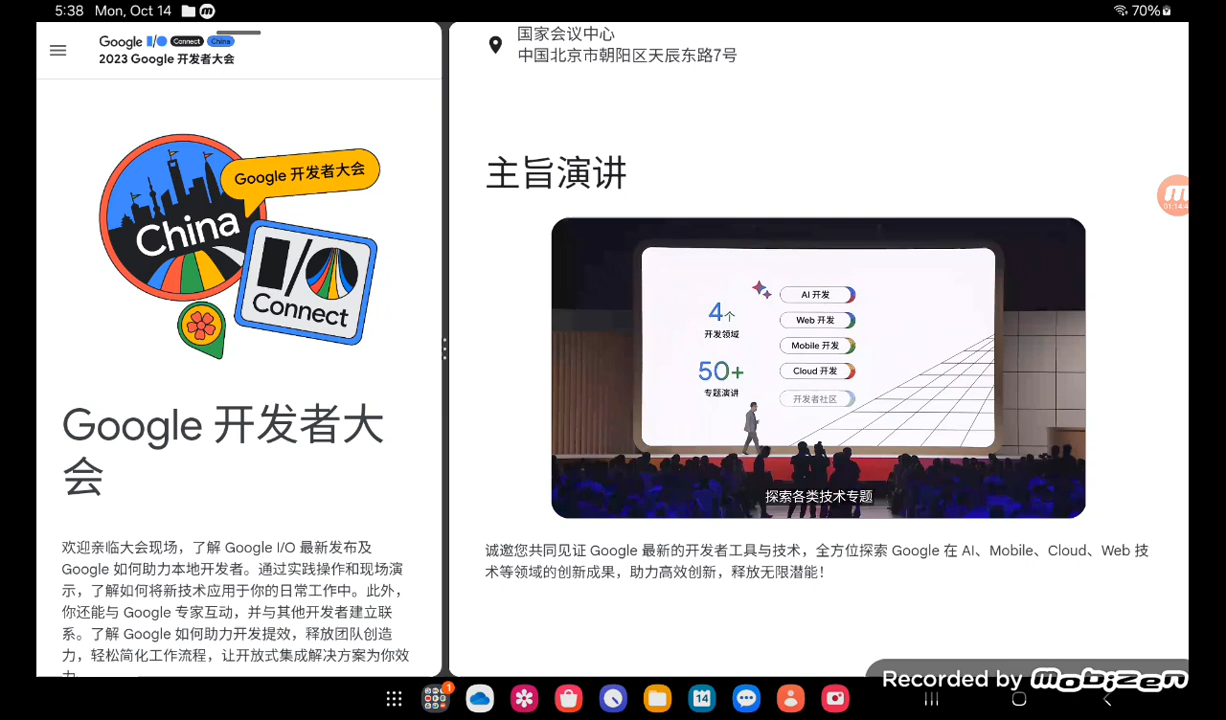 5:38 Mon, Oct 14
70%
Google I/O Connect China
2023 Google 开发者大会
Google 开发者大会
China
I/O
Connect
Google 开发者大
会
欢迎亲临大会现场，了解 Google I/O 最新发布及
Google 如何助力本地开发者。通过实践操作和现场演
示，了解如何将新技术应用于你的日常工作中。此外，
你还能与 Google 专家互动，并与其他开发者建立联
系。了解 Google 如何助力开发提效，释放团队创造
力，轻松简化工作流程，让开放式集成解决方案为你效
国家会议中心
中国北京市朝阳区天辰东路7号
主旨演讲
4个
开发领域
50+
专题演讲
AI 开发
Web 开发
Mobile 开发
Cloud 开发
开发者社区
探索各类技术专题
诚邀您共同见证 Google 最新的开发者工具与技术，全方位探索 Google 在 AI、Mobile、Cloud、Web 技
术等领域的创新成果，助力高效创新，释放无限潜能！
Recorded by mobizen
1
14